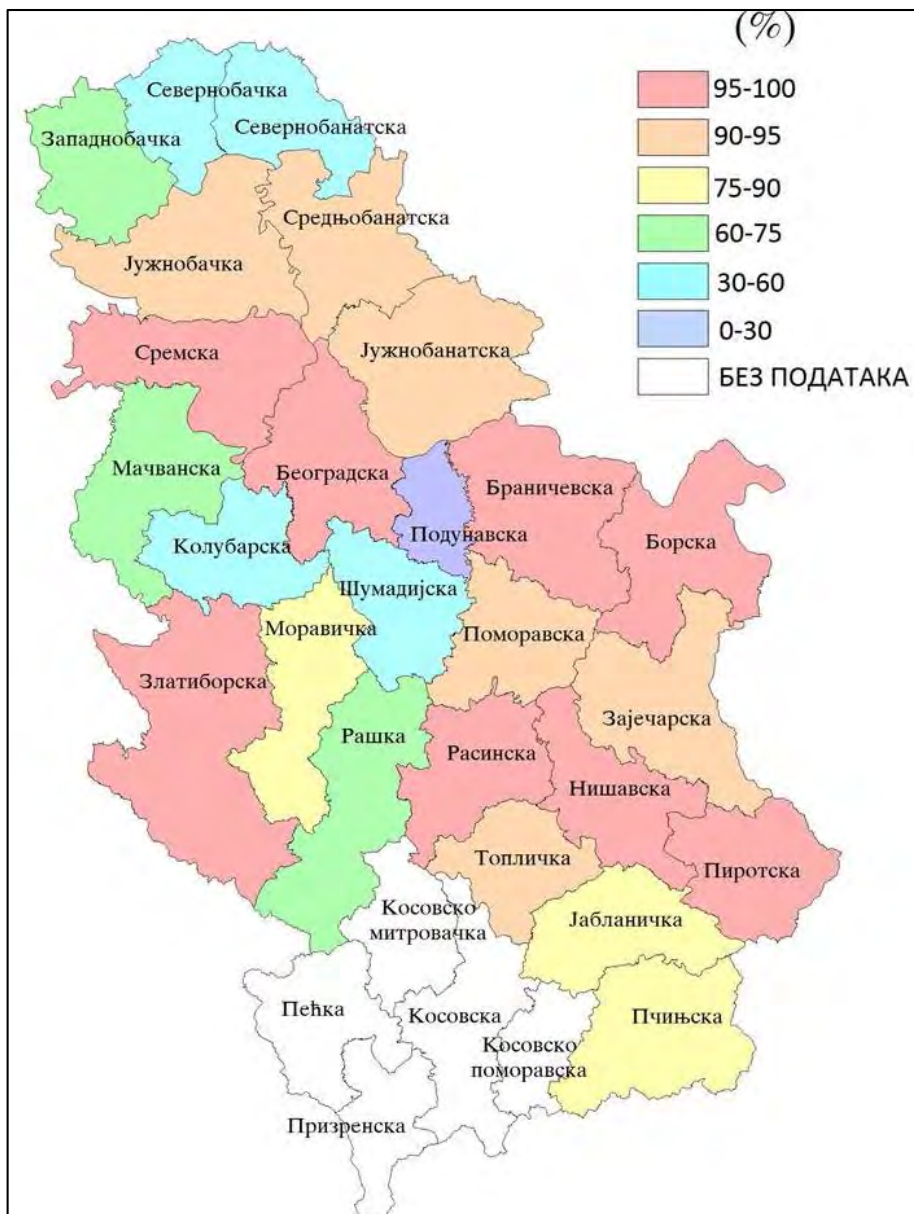 (%)
95-100
90-95
75-90
60-75
30-60
0-30
БЕЗ ПОДАТАКА
Севернобачка
Севернобанатска
Западнобачка
Средњобанатска
Јужнобачка
Сремска
Јужнобанатска
Мачванска
Београдска
Браничевска
Подунавска
Борска
Колубарска
Шумадијска
Моравичка
Поморавска
Златиборска
Зајечарска
Рашка
Расинска
Нишавска
Топличка
Пиротска
Косовско
митровачка
Јабланичка
Пећка
Косовска
Пчињска
Косовско
поморавска
Призренска